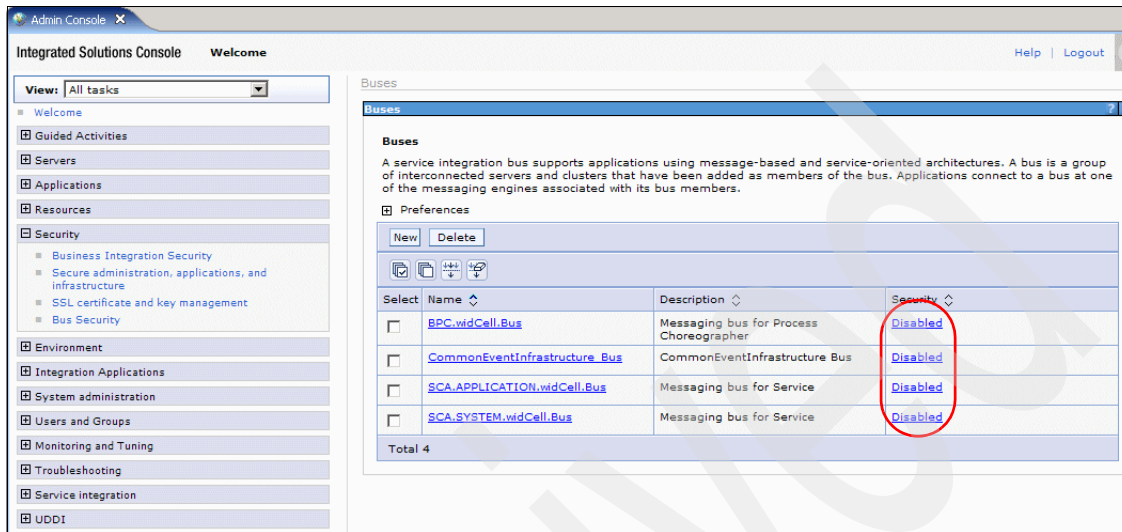 Admin Console
Integrated Solutions Console Welcome Help | Logout
View: All tasks
Welcome
Guided Activities
Servers
Applications
Resources
Security
Business Integration Security
Secure administration, applications, and
infrastructure
SSL certificate and key management
Bus Security
Environment
Integration Applications
System administration
Users and Groups
Monitoring and Tuning
Troubleshooting
Service integration
UDDI
Buses
Buses ?
Buses
A service integration bus supports applications using message-based and service-oriented architectures. A bus is a group
of interconnected servers and clusters that have been added as members of the bus. Applications connect to a bus at one
of the messaging engines associated with its bus members.
Preferences
New Delete
Select Name Description Security
BPC.widCell.Bus Messaging bus for Process Disabled
Choreographer
CommonEventInfrastructure_Bus CommonEventInfrastructure Bus Disabled
SCA.APPLICATION.widCell.Bus Messaging bus for Service Disabled
SCA.SYSTEM.widCell.Bus Messaging bus for Service Disabled
Total 4